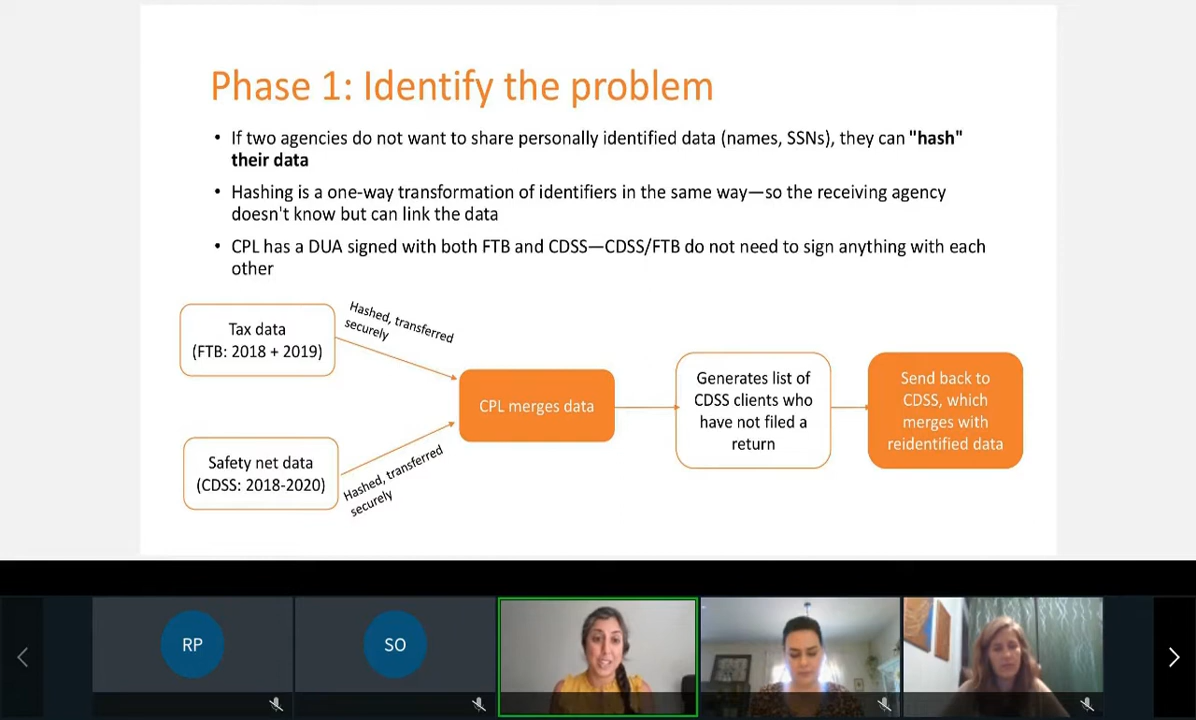 Phase 1: Identify the problem
• If two agencies do not want to share personally identified data (names, SSNs), they can "hash"
their data
• Hashing is a one-way transformation of identifiers in the same way—so the receiving agency
doesn't know but can link the data
• CPL has a DUA signed with both FTB and CDSS—CDSS/FTB do not need to sign anything with each
other
Tax data
(FTB: 2018 + 2019)
Hashed, transferred
securely
Safety net data
(CDSS: 2018-2020)
Hashed, transferred
securely
CPL merges data
Generates list of
CDSS clients who
have not filed a
return
Send back to
CDSS, which
merges with
reidentified data
RP
SO